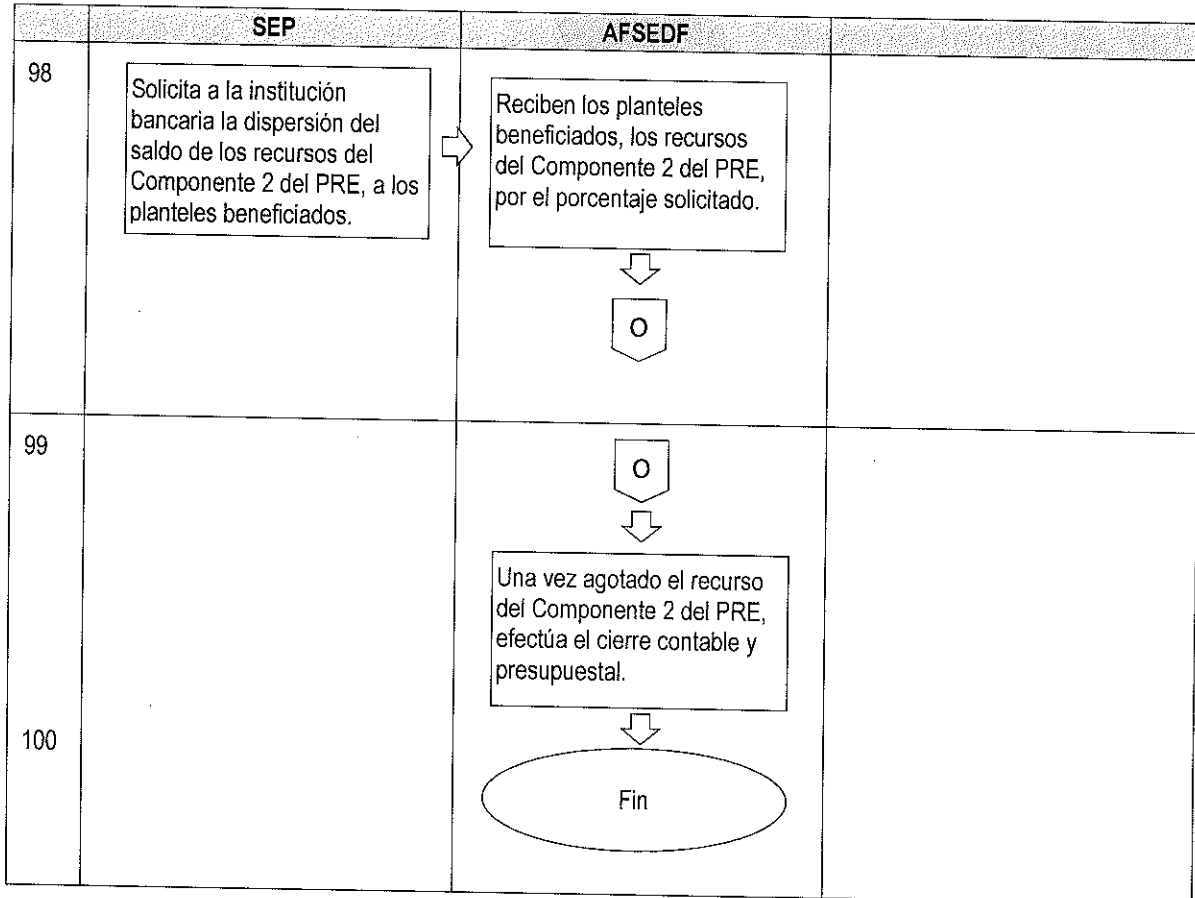 SEP
AFSEDF
98
Solicita a la institución
bancaria la dispersión del
saldo de los recursos del
Componente 2 del PRE, a los
planteles beneficiados.
Reciben los planteles
beneficiados, los recursos
del Componente 2 del PRE,
por el porcentaje solicitado.
O
99
O
Una vez agotado el recurso
del Componente 2 del PRE,
efectúa el cierre contable y
presupuestal.
100
Fin